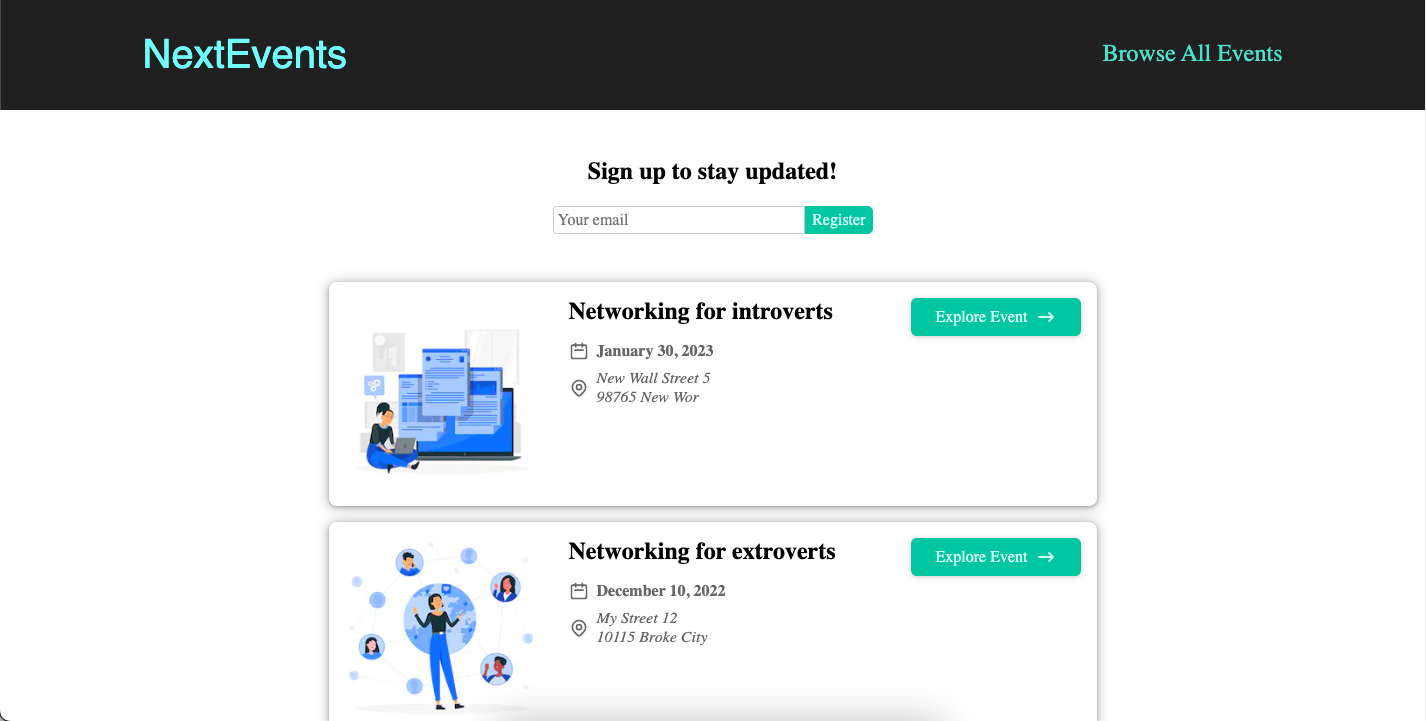 NextEvents
Browse All Events
Sign up to stay updated!
Your email
Register
Networking for introverts
Explore Event
January 30, 2023
New Wall Street 5
98765 New Wor
Networking for extroverts
Explore Event
December 10, 2022
My Street 12
10115 Broke City